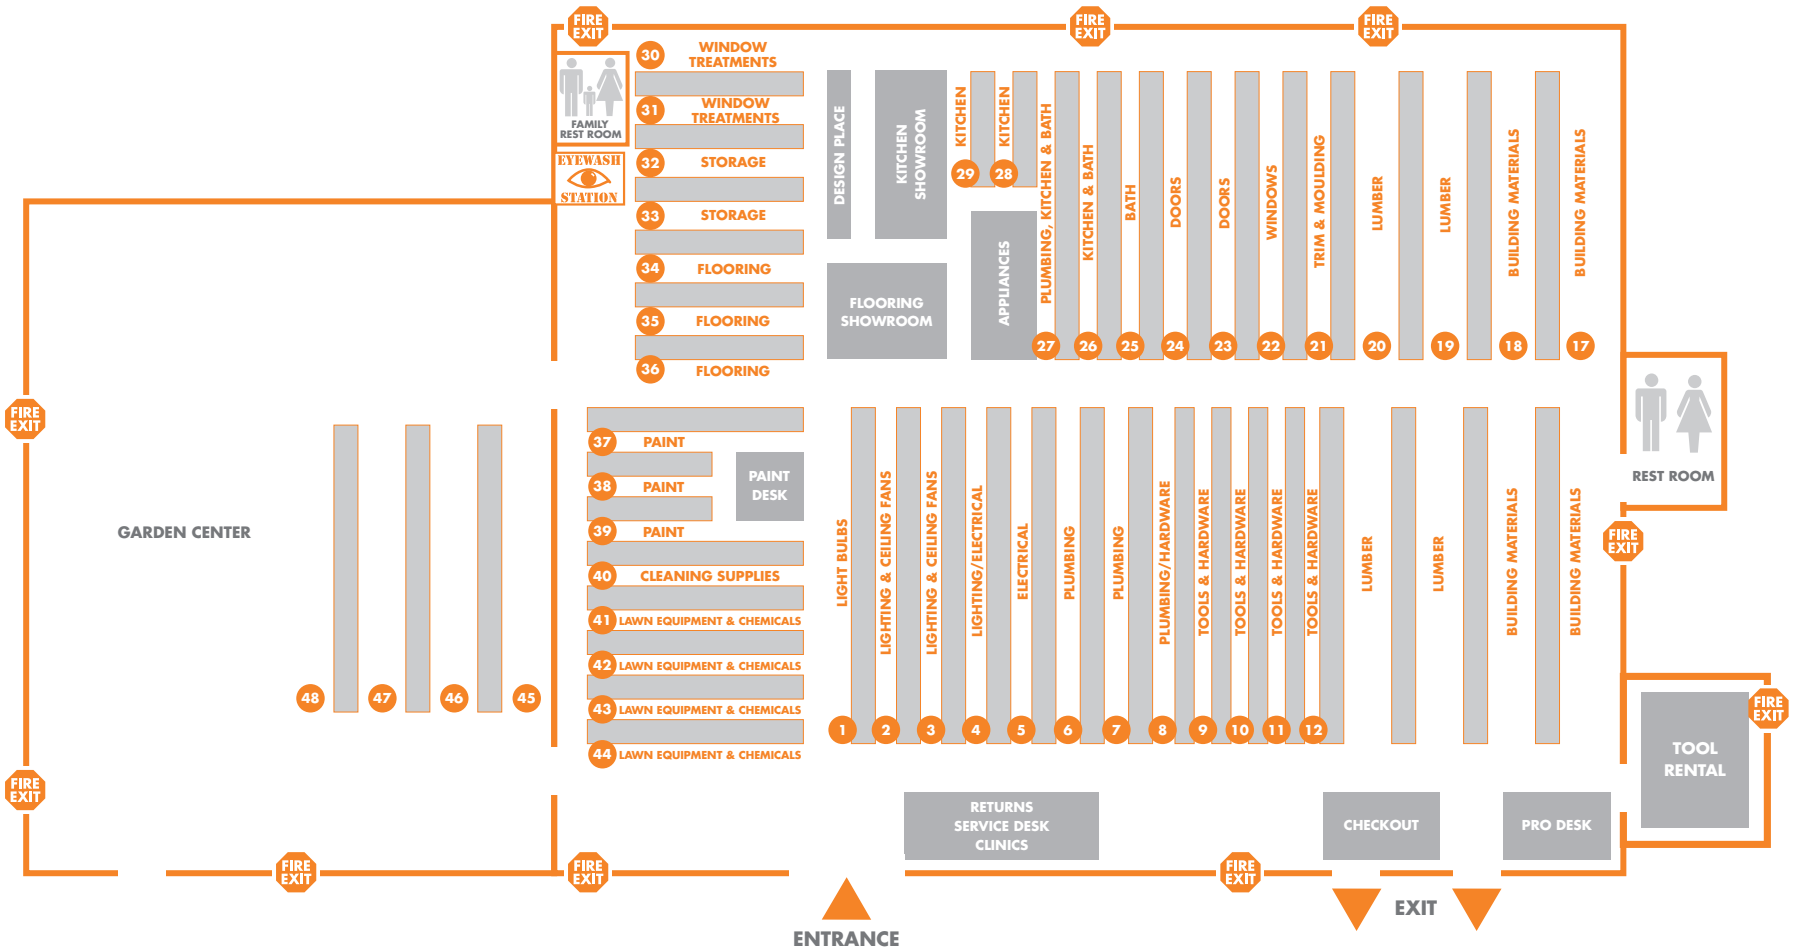 FIRE
EXIT
FIRE
EXIT
FIRE
EXIT
30 WINDOW
TREATMENTS
31 WINDOW
TREATMENTS
32 STORAGE
33 STORAGE
34 FLOORING
35 FLOORING
36 FLOORING
FAMILY
REST ROOM
EYEWASH
STATION
DESIGN PLACE
KITCHEN
SHOWROOM
FLOORING
SHOWROOM
APPLIANCES
KITCHEN
29
KITCHEN
28
PLUMBING, KITCHEN & BATH
27
KITCHEN & BATH
26
BATH
25
DOORS
24
DOORS
23
WINDOWS
22
TRIM & MOULDING
21
LUMBER
20
LUMBER
19
BUILDING MATERIALS
18
BUILDING MATERIALS
17
REST ROOM
FIRE
EXIT
FIRE
EXIT
GARDEN CENTER
48
47
46
45
37 PAINT
38 PAINT
39 PAINT
PAINT
DESK
40 CLEANING SUPPLIES
41 LAWN EQUIPMENT & CHEMICALS
42 LAWN EQUIPMENT & CHEMICALS
43 LAWN EQUIPMENT & CHEMICALS
44 LAWN EQUIPMENT & CHEMICALS
LIGHT BULBS
1
LIGHTING & CEILING FANS
2
LIGHTING & CEILING FANS
3
LIGHTING/ELECTRICAL
4
ELECTRICAL
5
PLUMBING
6
PLUMBING
7
PLUMBING/HARDWARE
8
TOOLS & HARDWARE
9
TOOLS & HARDWARE
10
TOOLS & HARDWARE
11
TOOLS & HARDWARE
12
LUMBER
LUMBER
BUILDING MATERIALS
BUILDING MATERIALS
FIRE
EXIT
TOOL
RENTAL
FIRE
EXIT
RETURNS
SERVICE DESK
CLINICS
CHECKOUT
PRO DESK
FIRE
EXIT
FIRE
EXIT
FIRE
EXIT
EXIT
ENTRANCE